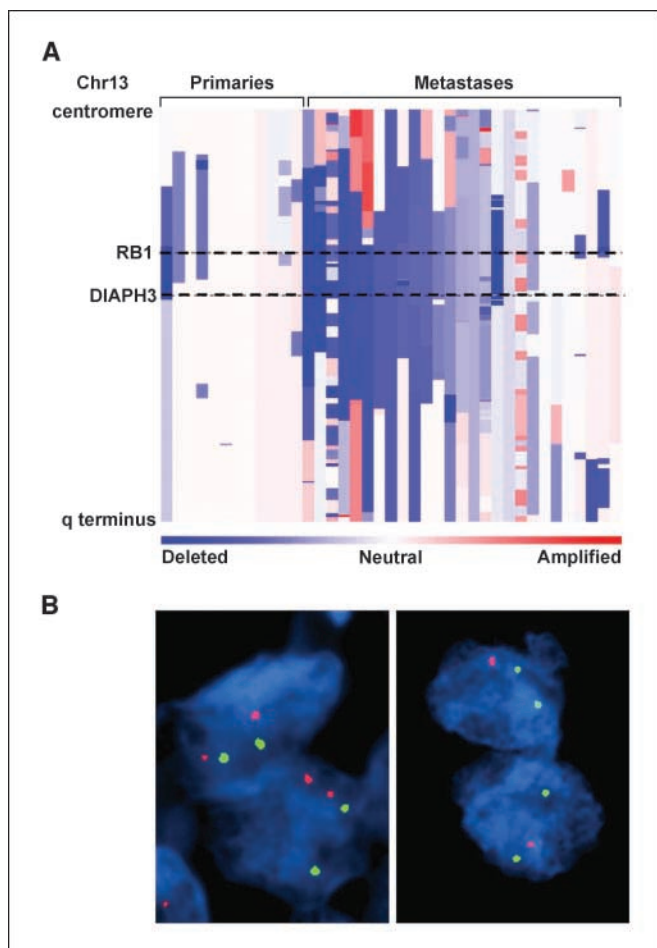 A
Chr13
Primaries
Metastases
centromere
RB1
DIAPH3
q terminus
Deleted
Neutral
Amplified
B